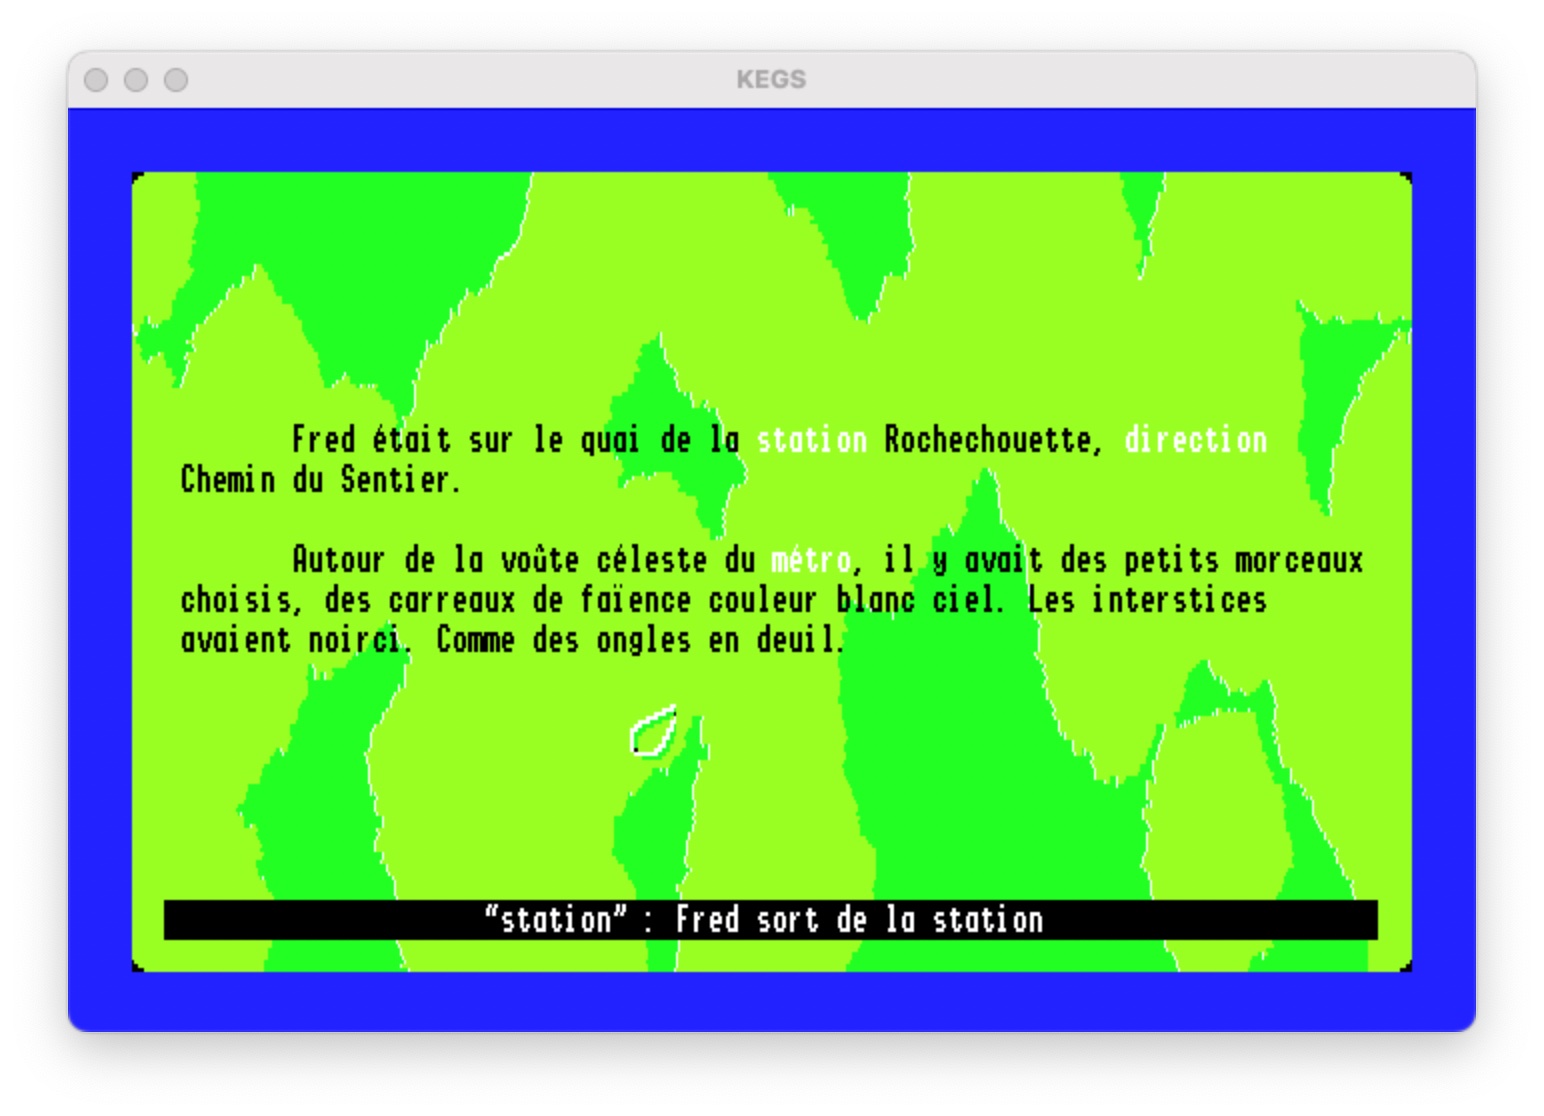 KEGS
Fred était sur le quai de la station Rochechouette, direction
Chemin du Sentier.
Autour de la voûte céleste du métro, il y avait des petits morceaux
choisis, des carreaux de faïence couleur blanc ciel. Les interstices
avaient noirci. Comme des ongles en deuil.
“station” : Fred sort de la station